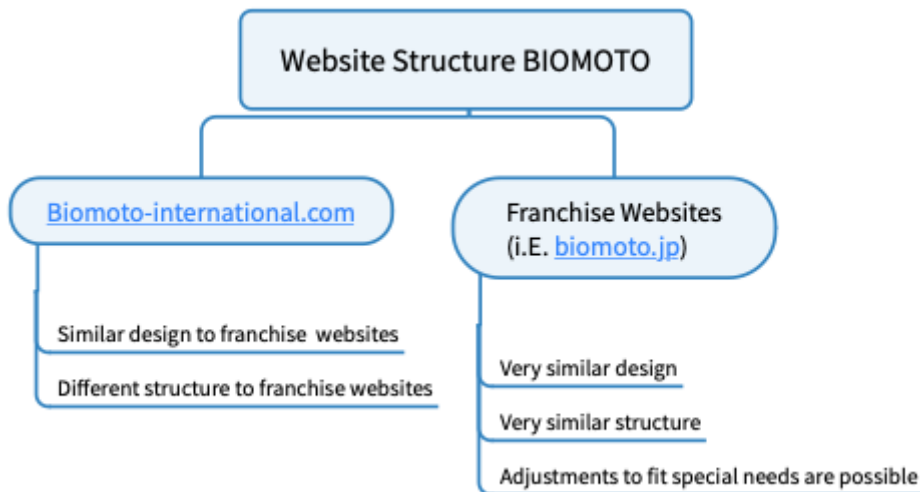 Website Structure BIOMOTO
Biomoto-international.com
Similar design to franchise websites
Different structure to franchise websites
Franchise Websites
(i.E. biomoto.jp)
Very similar design
Very similar structure
Adjustments to fit special needs are possible